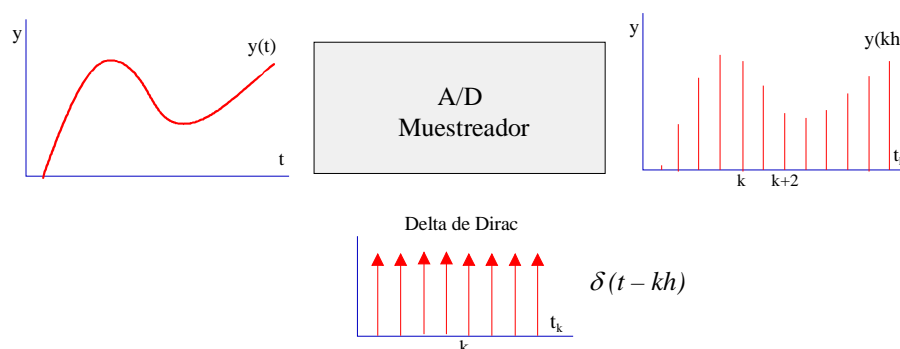 y
y(t)
t
A/D
Muestreador
y
y(kh
k
k+2
Delta de Dirac
δ (t – kh)
t_k
k